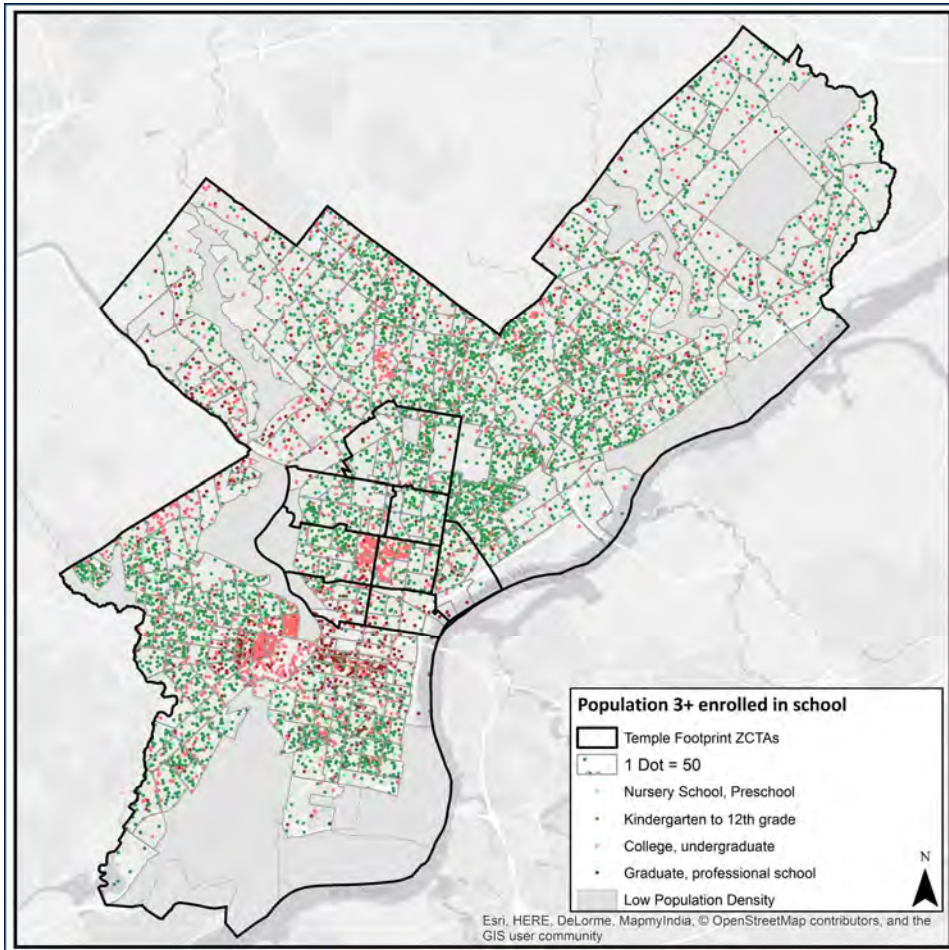 Population 3+ enrolled in school
Temple Footprint ZCTAs
1 Dot = 50
Nursery School, Preschool
Kindergarten to 12th grade
College, undergraduate
Graduate, professional school
Low Population Density
N
Esri, HERE, DeLorme, MapmyIndia, © OpenStreetMap contributors, and the
GIS user community